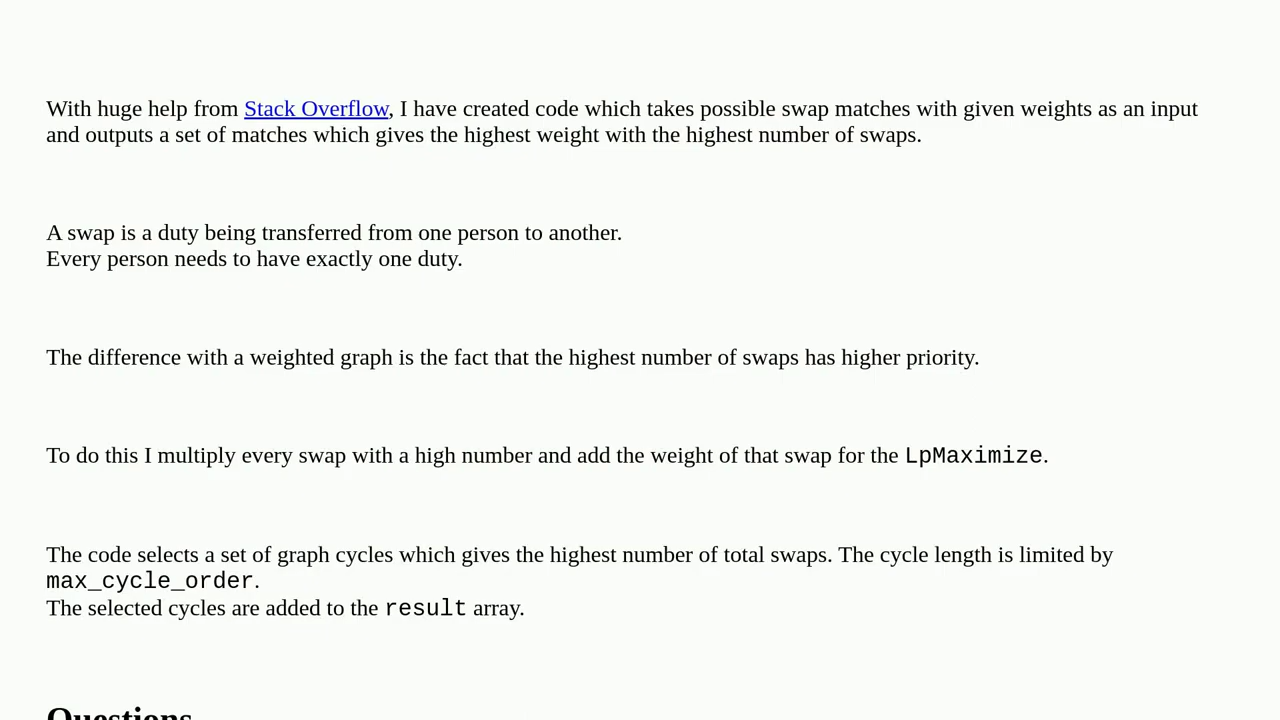 With huge help from Stack Overflow, I have created code which takes possible swap matches with given weights as an input
and outputs a set of matches which gives the highest weight with the highest number of swaps.
A swap is a duty being transferred from one person to another.
Every person needs to have exactly one duty.
The difference with a weighted graph is the fact that the highest number of swaps has higher priority.
To do this I multiply every swap with a high number and add the weight of that swap for the LpMaximize.
The code selects a set of graph cycles which gives the highest number of total swaps. The cycle length is limited by
max_cycle_order.
The selected cycles are added to the result array.
Questions